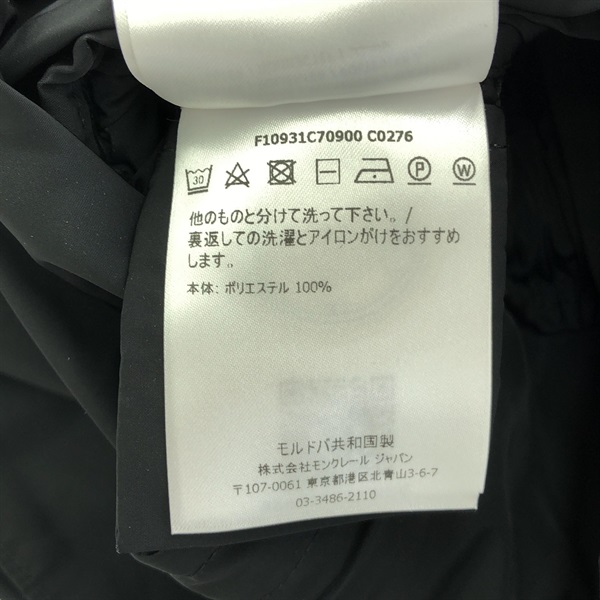 F10931C70900 C0276
30 P W
他のものと分けて洗って下さい。/
裏返しての洗濯とアイロンがけをおすすめ
します。
本体: ポリエステル 100%
モルドバ共和国製
株式会社モンクレール ジャパン
〒107-0061 東京都港区北青山3-6-7
03-3486-2110